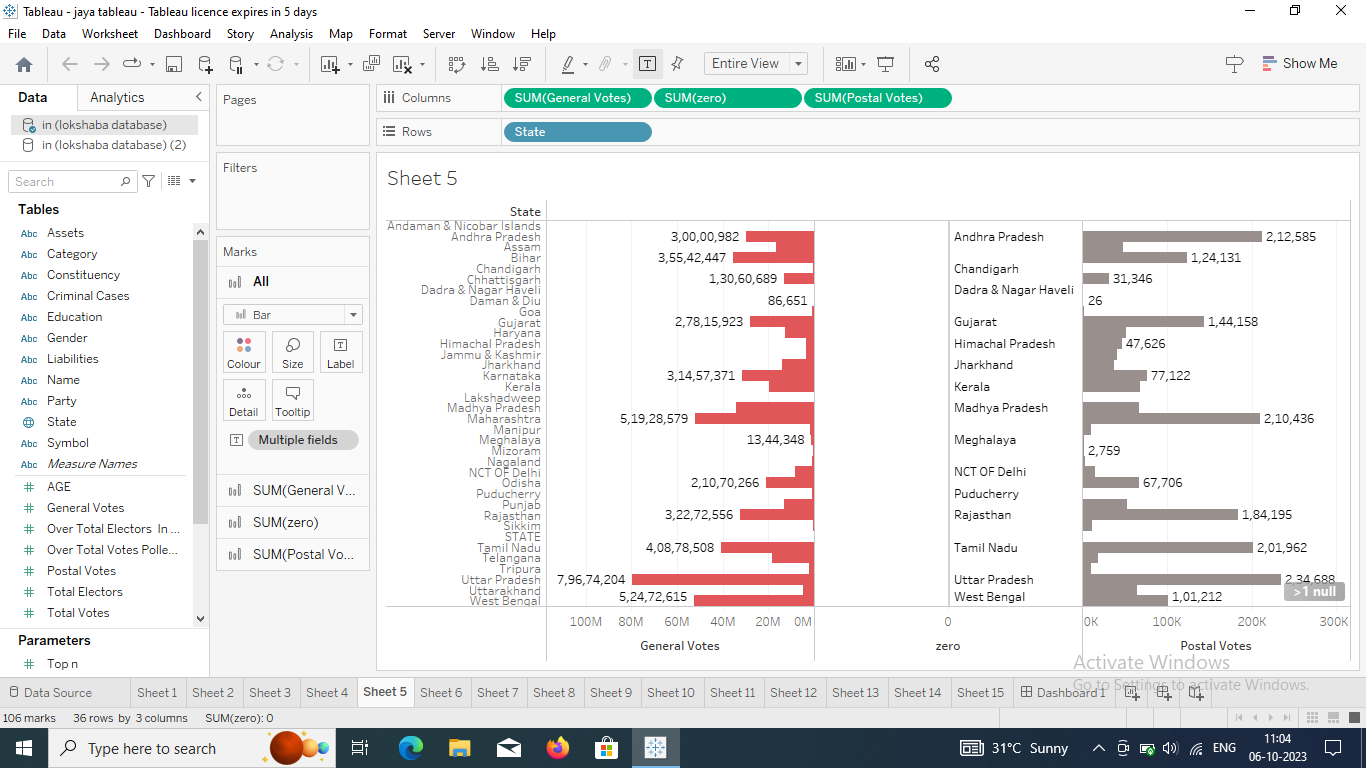 Tableau - jaya tableau - Tableau licence expires in 5 days
File Data Worksheet Dashboard Story Analysis Map Format Server Window Help
Entire View
Show Me
Data Analytics
in (lokshaba database)
in (lokshaba database) (2)
Search
Tables
Abc Assets
Abc Category
Abc Constituency
Abc Criminal Cases
Abc Education
Abc Gender
Abc Liabilities
Abc Name
Abc Party
State
Abc Symbol
Abc Measure Names
AGE
General Votes
Over Total Electors In ...
Over Total Votes Polle...
Postal Votes
Total Electors
Total Votes
Parameters
Top n
Pages
Filters
Marks
All
Bar
Colour Size Label
Detail Tooltip
Multiple fields
SUM(General V...
SUM(zero)
SUM(Postal Vo...
Columns SUM(General Votes) SUM(zero) SUM(Postal Votes)
Rows State
Sheet 5
State
Andaman & Nicobar Islands
Andhra Pradesh 3,00,00,982 Andhra Pradesh 2,12,585
Assam
Bihar 3,55,42,447 1,24,131
Chandigarh Chandigarh
Chhattisgarh 1,30,60,689 31,346
Dadra & Nagar Haveli Dadra & Nagar Haveli
Daman & Diu 86,651 26
Goa
Gujarat 2,78,15,923 Gujarat 1,44,158
Haryana
Himachal Pradesh Himachal Pradesh 47,626
Jammu & Kashmir
Jharkhand Jharkhand
Karnataka 3,14,57,371 77,122
Kerala Kerala
Lakshadweep
Madhya Pradesh Madhya Pradesh
Maharashtra 5,19,28,579 2,10,436
Manipur
Meghalaya 13,44,348 Meghalaya
Mizoram 2,759
Nagaland
NCT OF Delhi NCT OF Delhi
Odisha 2,10,70,266 67,706
Puducherry Puducherry
Punjab
Rajasthan 3,22,72,556 Rajasthan 1,84,195
Sikkim
STATE
Tamil Nadu 4,08,78,508 Tamil Nadu 2,01,962
Telangana
Tripura
Uttar Pradesh 7,96,74,204 Uttar Pradesh 2,34,688
Uttarakhand
West Bengal 5,24,72,615 West Bengal 1,01,212
>1 null
100M 80M 60M 40M 20M 0M 0 0K 100K 200K 300K
General Votes zero Postal Votes
Activate Windows
Go to Settings to activate Windows.
Data Source Sheet 1 Sheet 2 Sheet 3 Sheet 4 Sheet 5 Sheet 6 Sheet 7 Sheet 8 Sheet 9 Sheet 10 Sheet 11 Sheet 12 Sheet 13 Sheet 14 Sheet 15 Dashboard 1
106 marks 36 rows by 3 columns SUM(zero): 0
Type here to search
31°C Sunny
ENG
11:04
06-10-2023